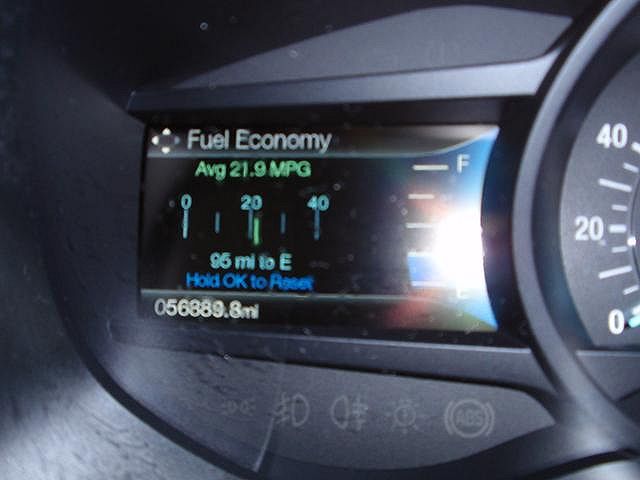 Fuel Economy
Avg 21.9 MPG
F
0 20 40
95 mi to E
Hold OK to Reset
E
056889.8mi
40
20
0
ABS